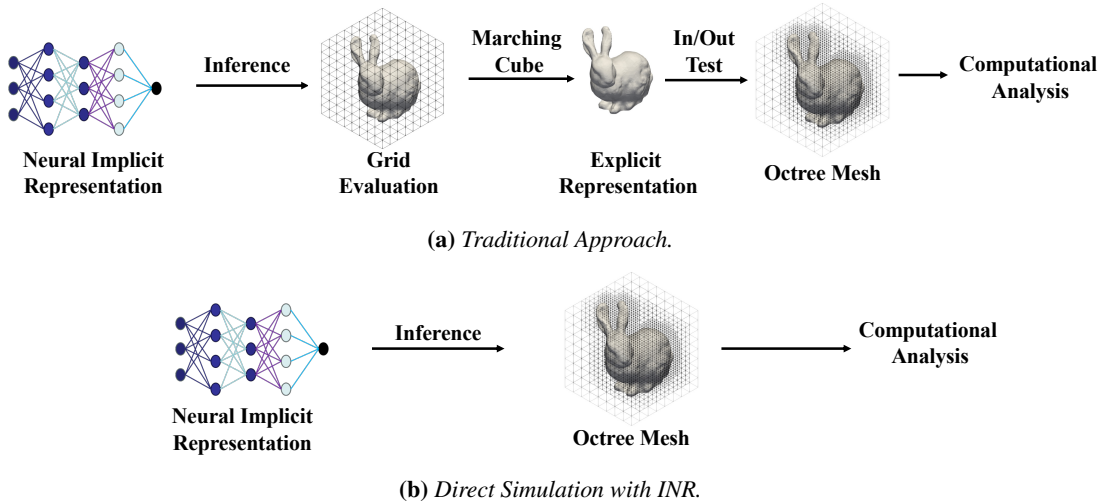 Inference
Marching
Cube
In/Out
Test
Computational
Analysis
Neural Implicit
Representation
Grid
Evaluation
Explicit
Representation
Octree Mesh
(a) Traditional Approach.
Inference
Computational
Analysis
Neural Implicit
Representation
Octree Mesh
(b) Direct Simulation with INR.